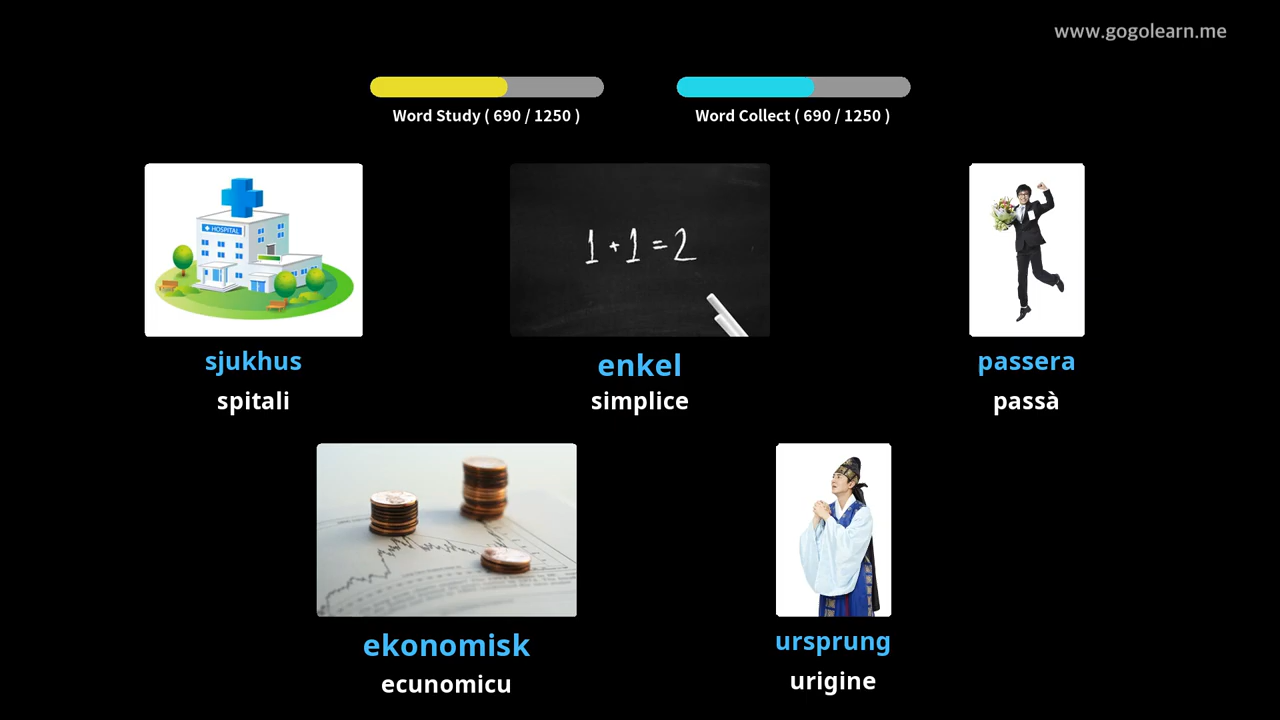 www.gogolearn.me
Word Study ( 690 / 1250 )
Word Collect ( 690 / 1250 )
HOSPITAL
1 + 1 = 2
sjukhus
enkel
passera
spitali
simplice
passà
ekonomisk
ursprung
ecunomicu
urigine